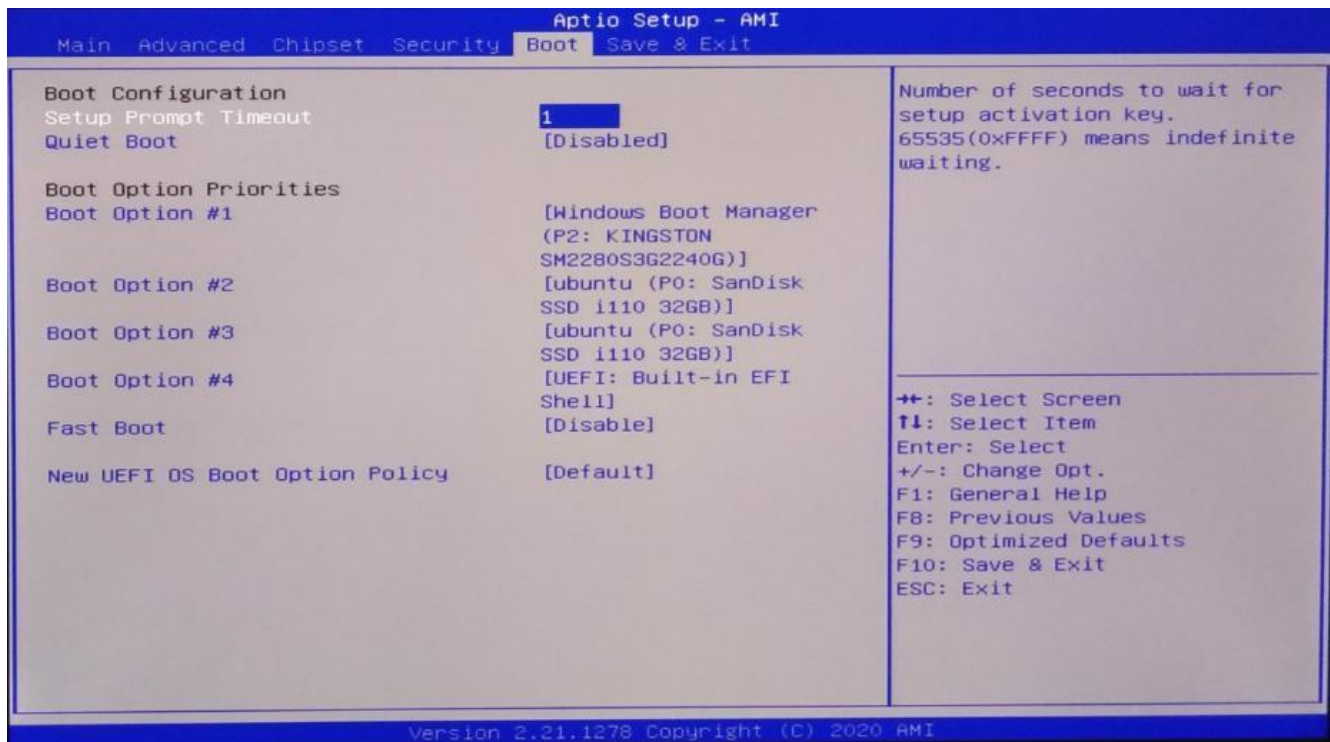 Aptio Setup - AMI
Main Advanced Chipset Security Boot Save & Exit
Boot Configuration
Setup Prompt Timeout 1
Quiet Boot [Disabled]
Boot Option Priorities
Boot Option #1 [Windows Boot Manager
(P2: KINGSTON
SM2280S3G2240G)]
Boot Option #2 [ubuntu (P0: SanDisk
SSD i110 32GB)]
Boot Option #3 [ubuntu (P0: SanDisk
SSD i110 32GB)]
Boot Option #4 [UEFI: Built-in EFI
Shell]
Fast Boot [Disable]
New UEFI OS Boot Option Policy [Default]
Number of seconds to wait for
setup activation key.
65535(0xFFFF) means indefinite
waiting.
→←: Select Screen
↑↓: Select Item
Enter: Select
+/-: Change Opt.
F1: General Help
F8: Previous Values
F9: Optimized Defaults
F10: Save & Exit
ESC: Exit
Version 2.21.1278 Copyright (C) 2020 AMI